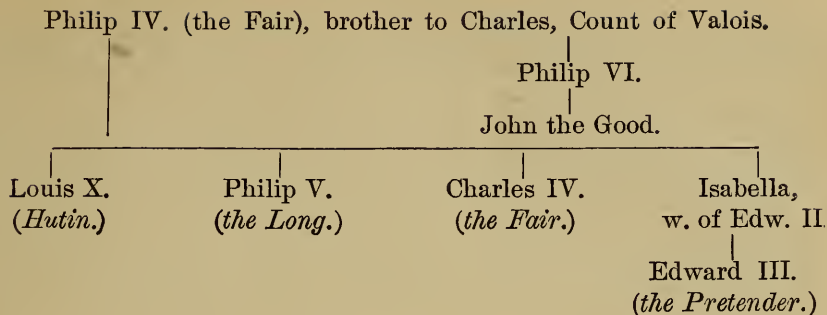 Philip IV. (the Fair), brother to Charles, Count of Valois.
Philip VI.
John the Good.
Louis X. Philip V. Charles IV. Isabella,
(Hutin.) (the Long.) (the Fair.) w. of Edw. II.
Edward III.
(the Pretender.)